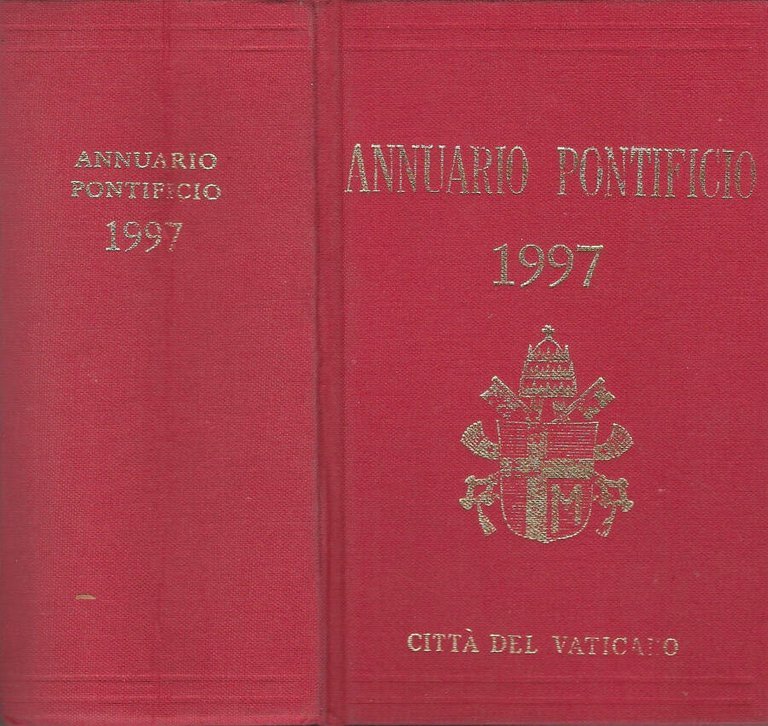 ANNUARIO
PONTIFICIO
1997
ANNUARIO PONTIFICIO
1997
M
CITTÀ DEL VATICANO